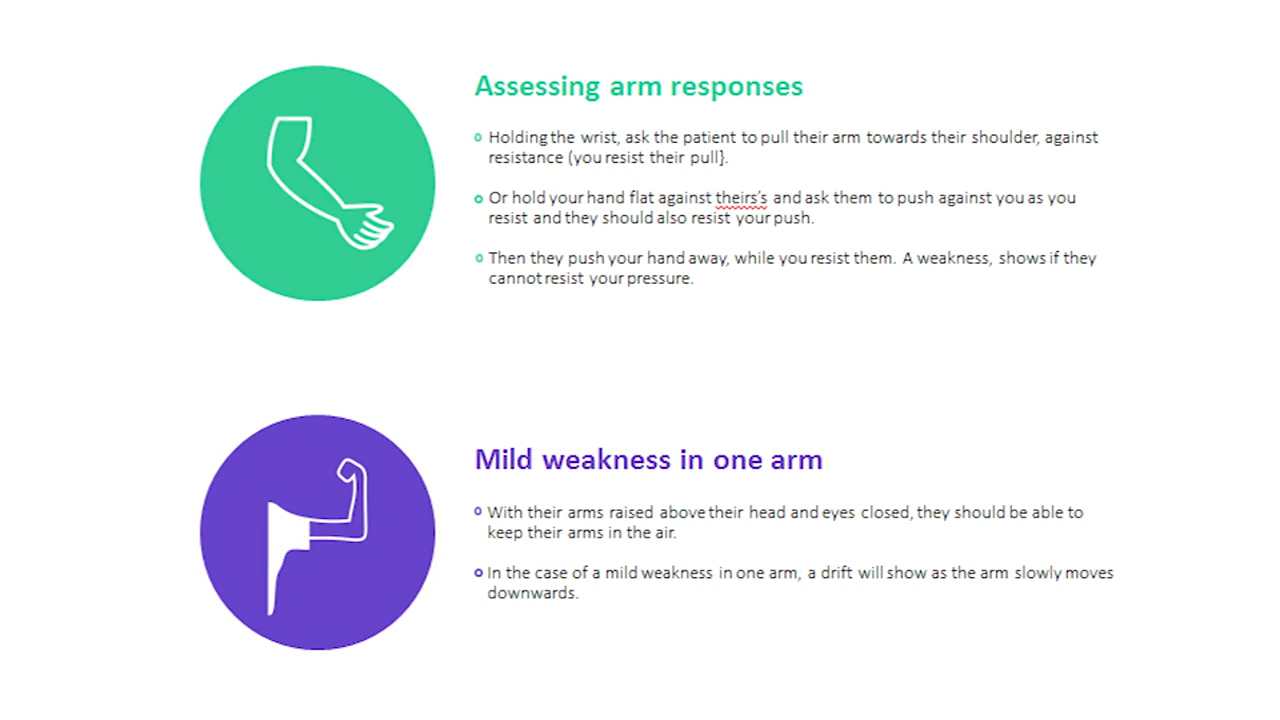 Assessing arm responses
Holding the wrist, ask the patient to pull their arm towards their shoulder, against
resistance (you resist their pull}.
Or hold your hand flat against theirs’s and ask them to push against you as you
resist and they should also resist your push.
Then they push your hand away, while you resist them. A weakness, shows if they
cannot resist your pressure.
Mild weakness in one arm
With their arms raised above their head and eyes closed, they should be able to
keep their arms in the air.
In the case of a mild weakness in one arm, a drift will show as the arm slowly moves
downwards.